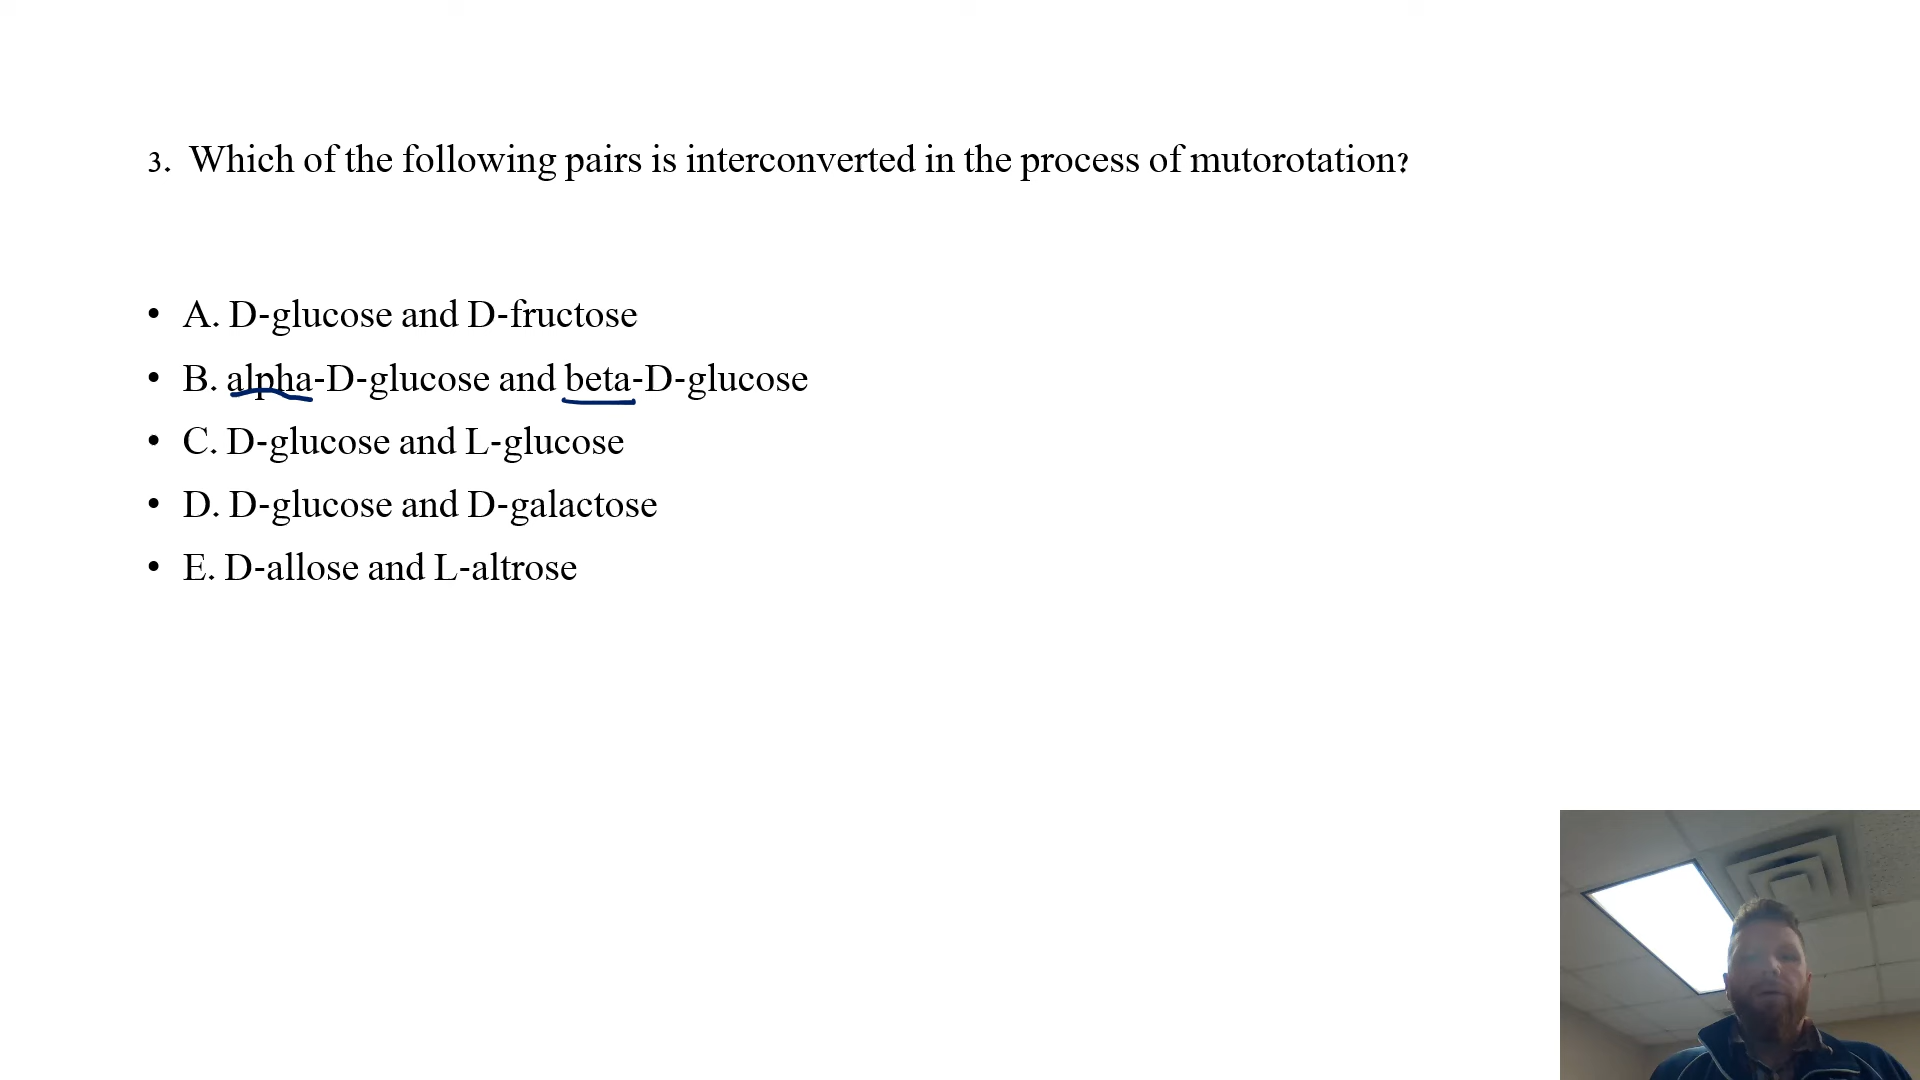 3. Which of the following pairs is interconverted in the process of mutorotation?
• A. D-glucose and D-fructose
• B. alpha-D-glucose and beta-D-glucose
• C. D-glucose and L-glucose
• D. D-glucose and D-galactose
• E. D-allose and L-altrose